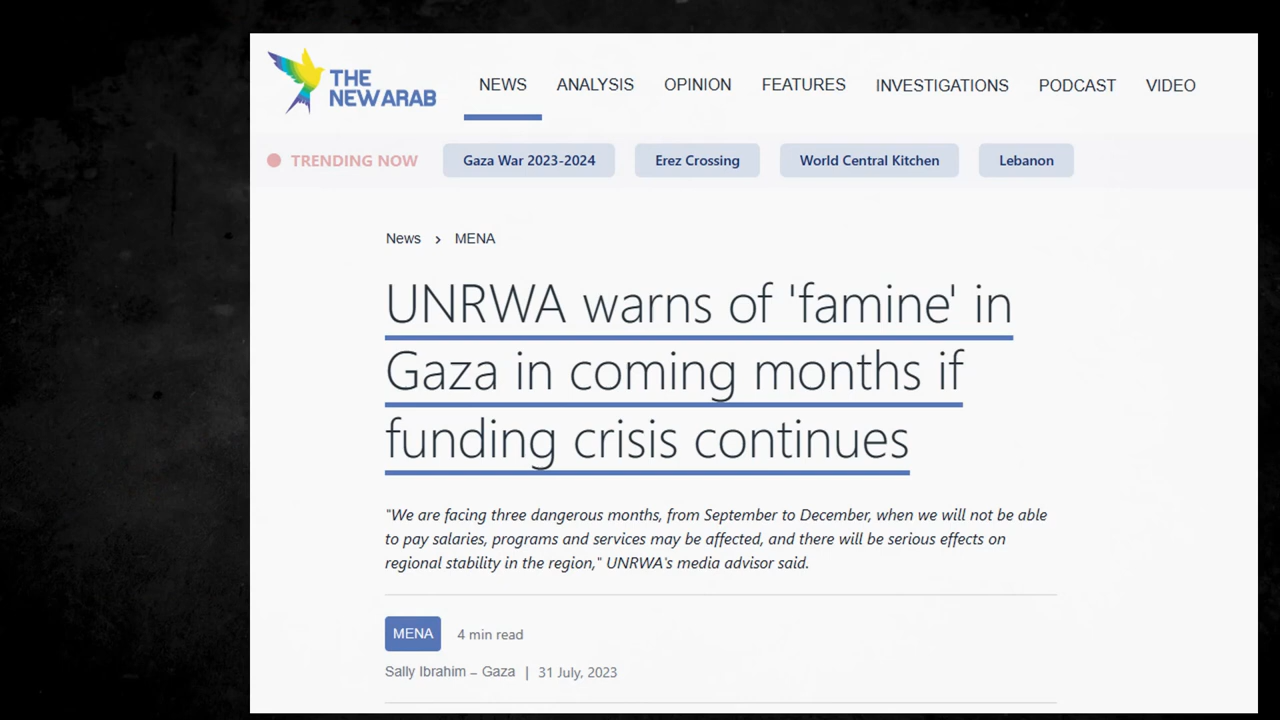 THE
NEW ARAB
NEWS ANALYSIS OPINION FEATURES INVESTIGATIONS PODCAST VIDEO
TRENDING NOW Gaza War 2023-2024 Erez Crossing World Central Kitchen Lebanon
News › MENA
UNRWA warns of 'famine' in
Gaza in coming months if
funding crisis continues
"We are facing three dangerous months, from September to December, when we will not be able
to pay salaries, programs and services may be affected, and there will be serious effects on
regional stability in the region," UNRWA's media advisor said.
MENA 4 min read
Sally Ibrahim – Gaza | 31 July, 2023